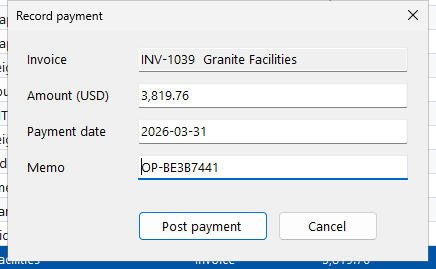 Record payment
Invoice INV-1039 Granite Facilities
Amount (USD) 3,819.76
Payment date 2026-03-31
Memo OP-BE3B7441
Post payment Cancel